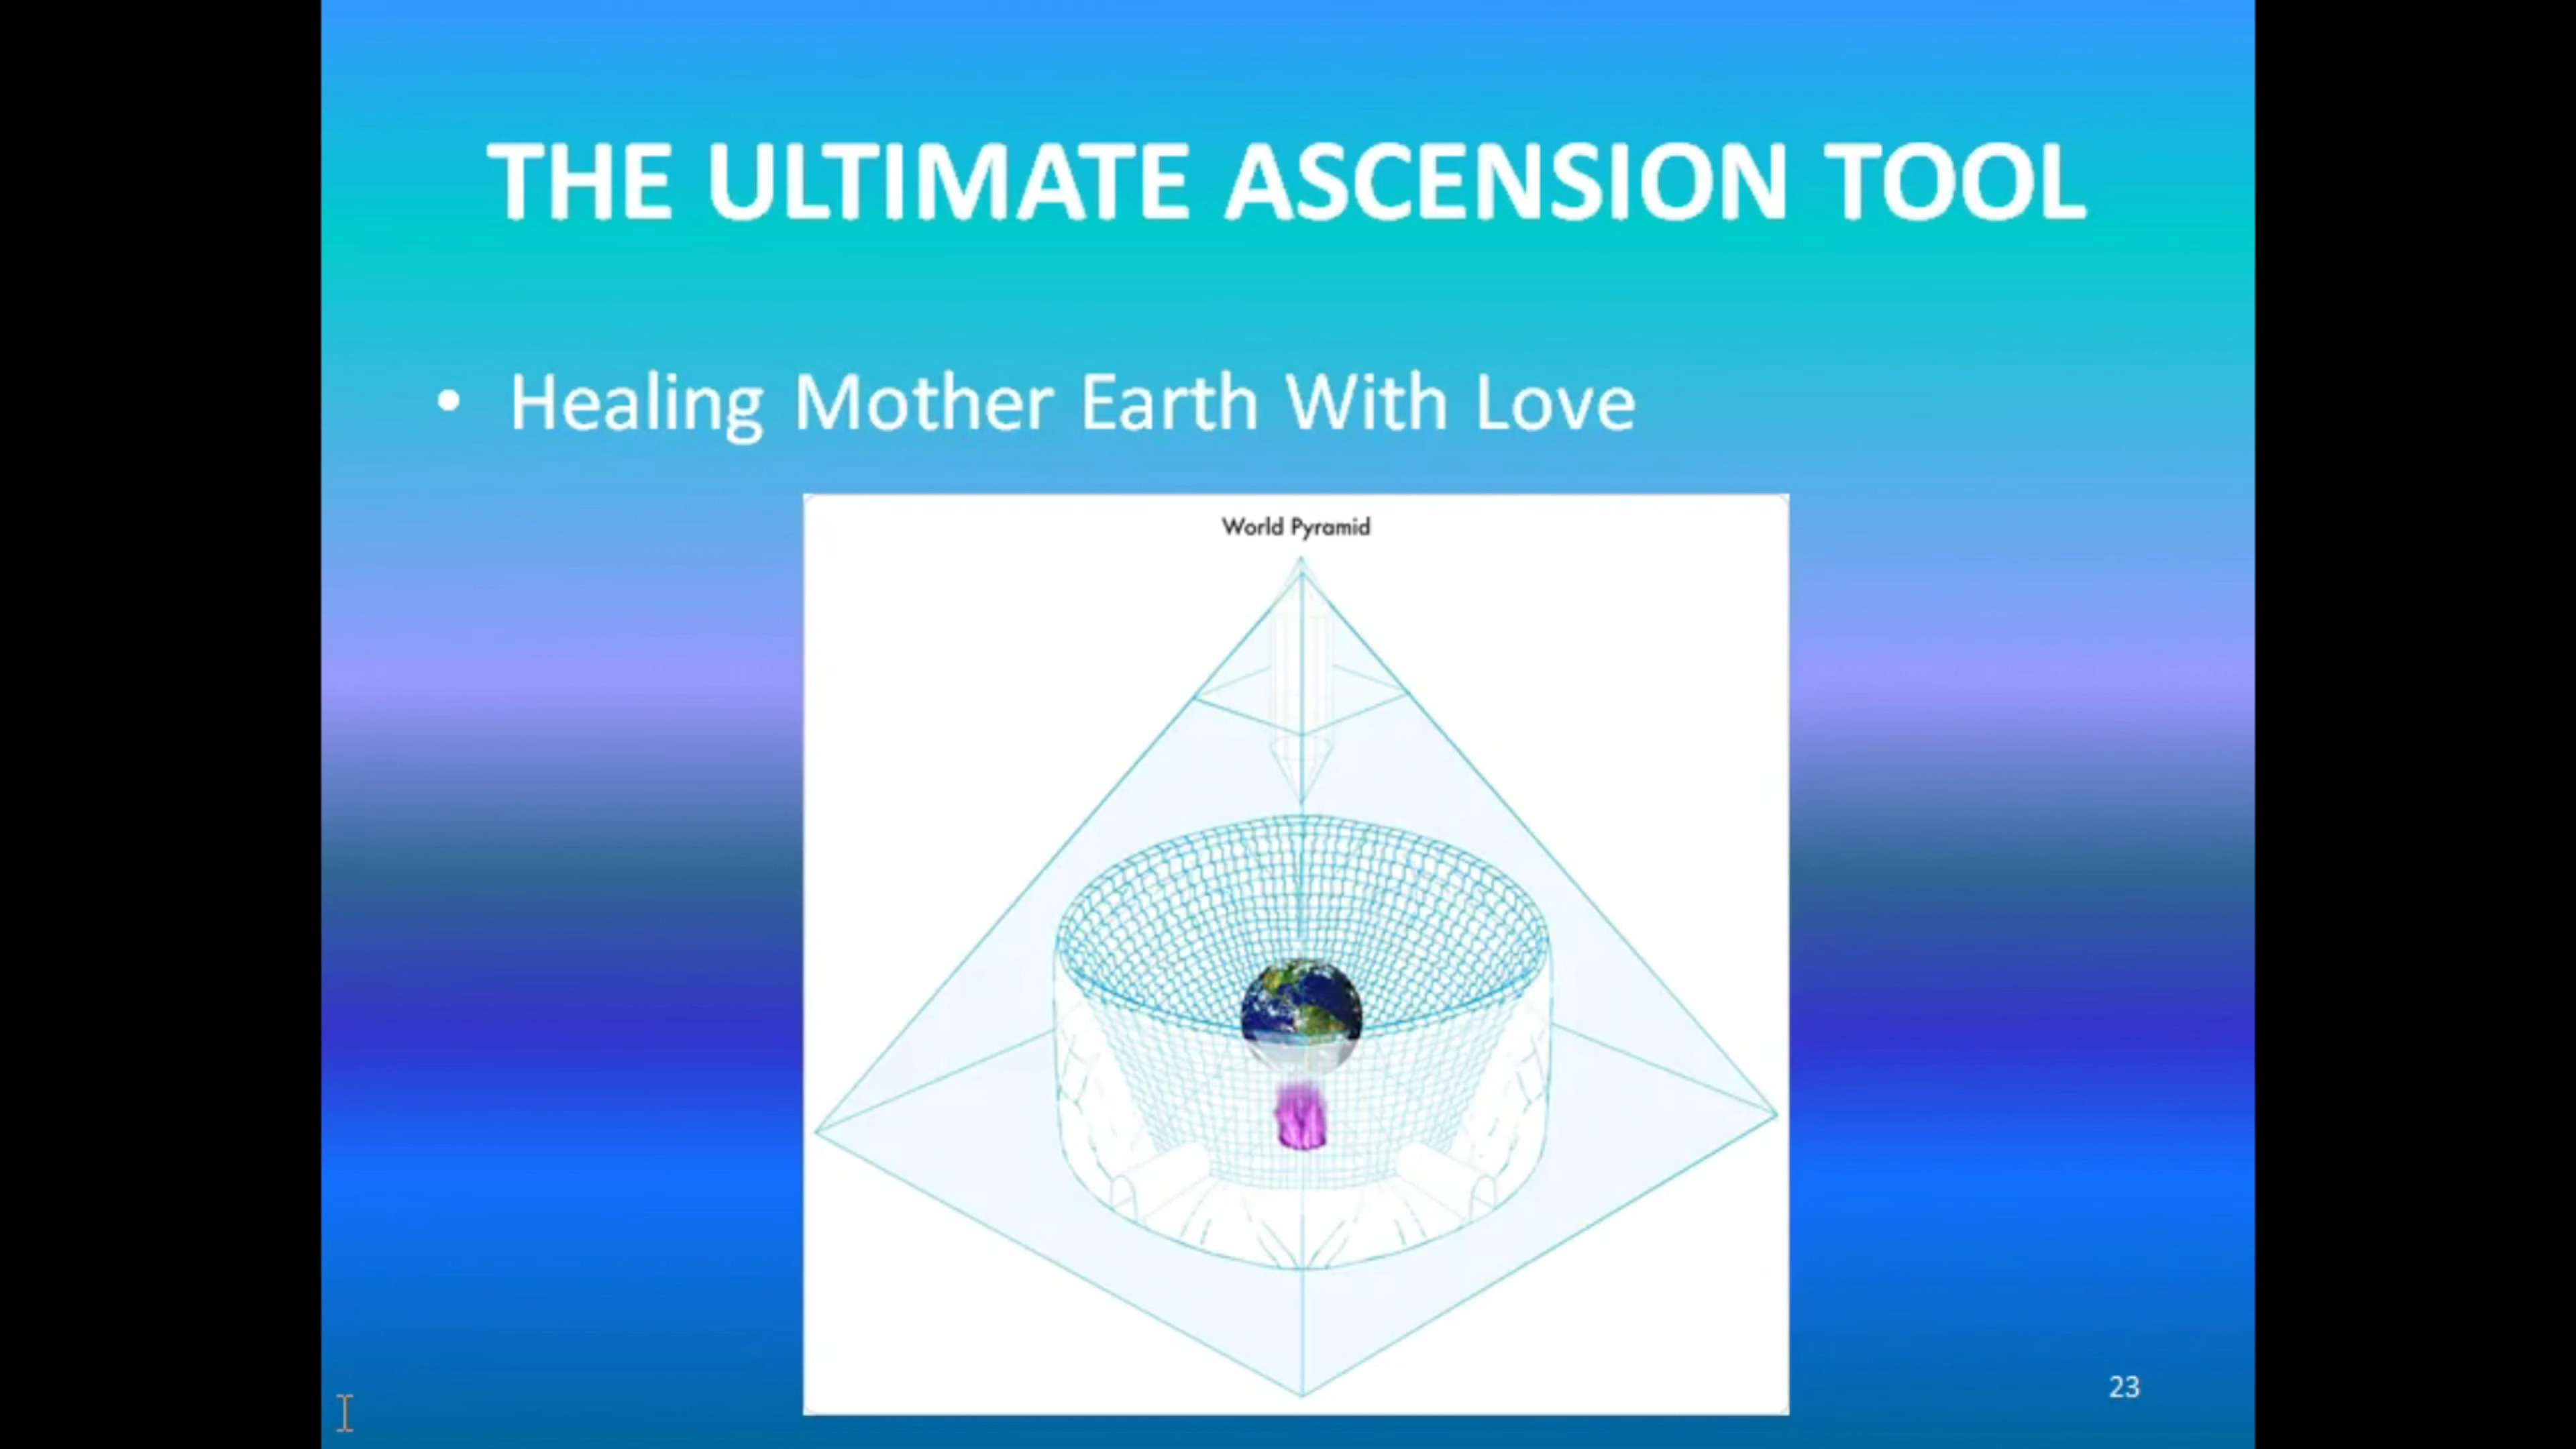 THE ULTIMATE ASCENSION TOOL
• Healing Mother Earth With Love
World Pyramid
23